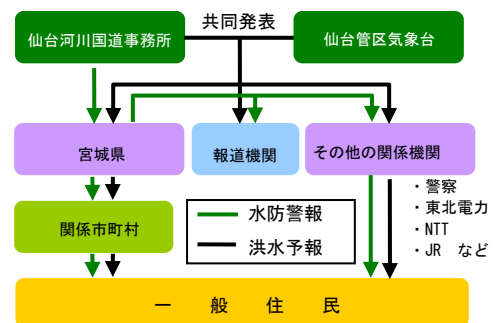 共同発表
仙台河川国道事務所
仙台管区気象台
宮城県
報道機関
その他の関係機関
・警察
・東北電力
・NTT
・JR など
関係市町村
水防警報
洪水予報
一般住民